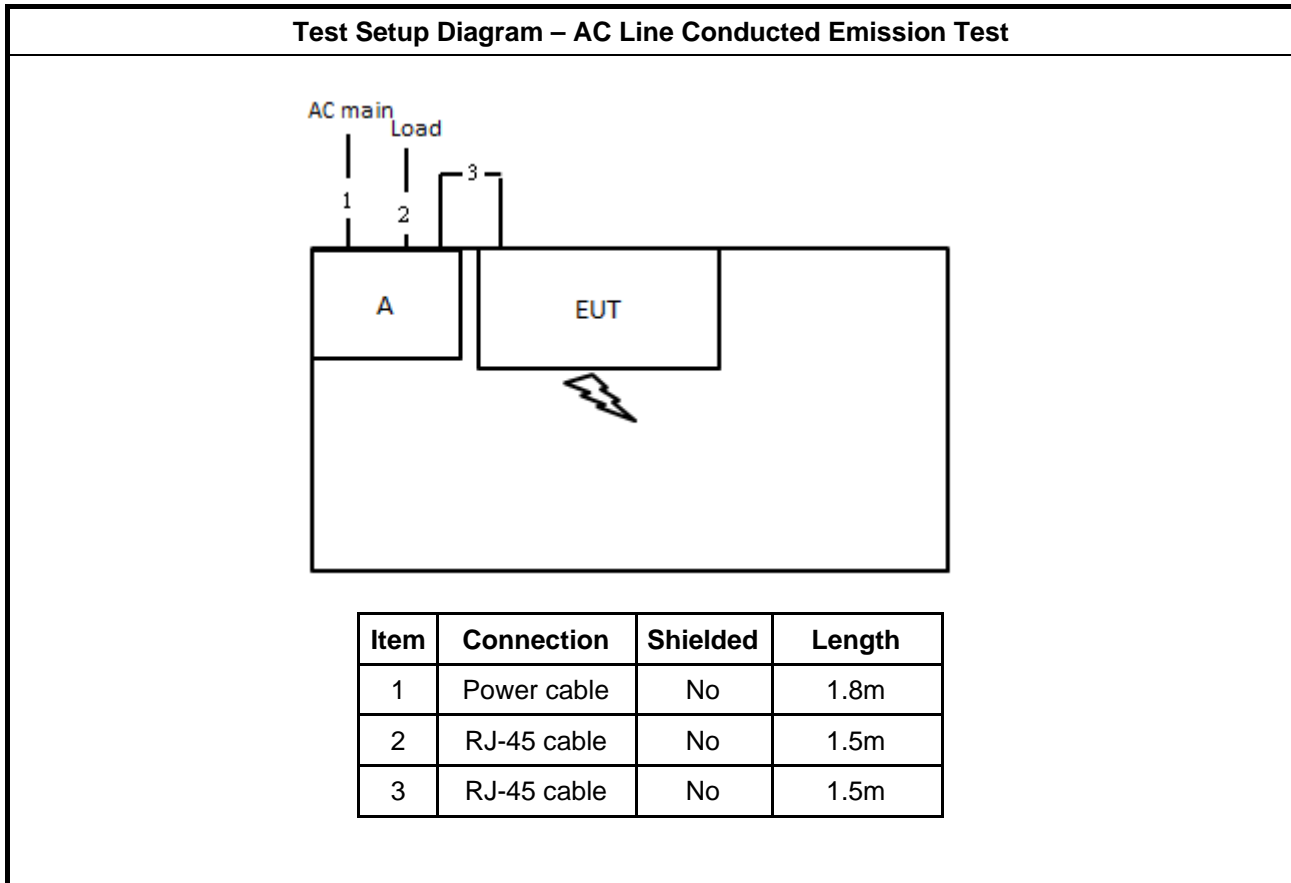 Test Setup Diagram – AC Line Conducted Emission Test
AC main
Load
3
1
2
A
EUT
Item Connection Shielded Length
1 Power cable No 1.8m
2 RJ-45 cable No 1.5m
3 RJ-45 cable No 1.5m